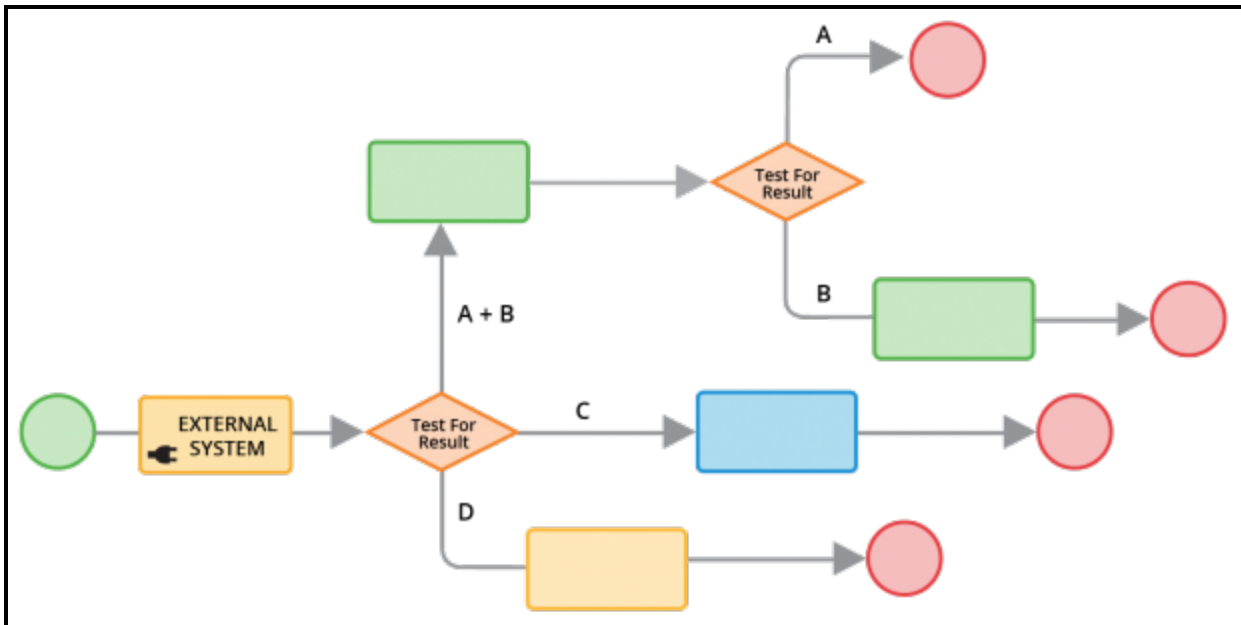 A
Test For
Result
B
A + B
EXTERNAL
SYSTEM
Test For
Result
C
D